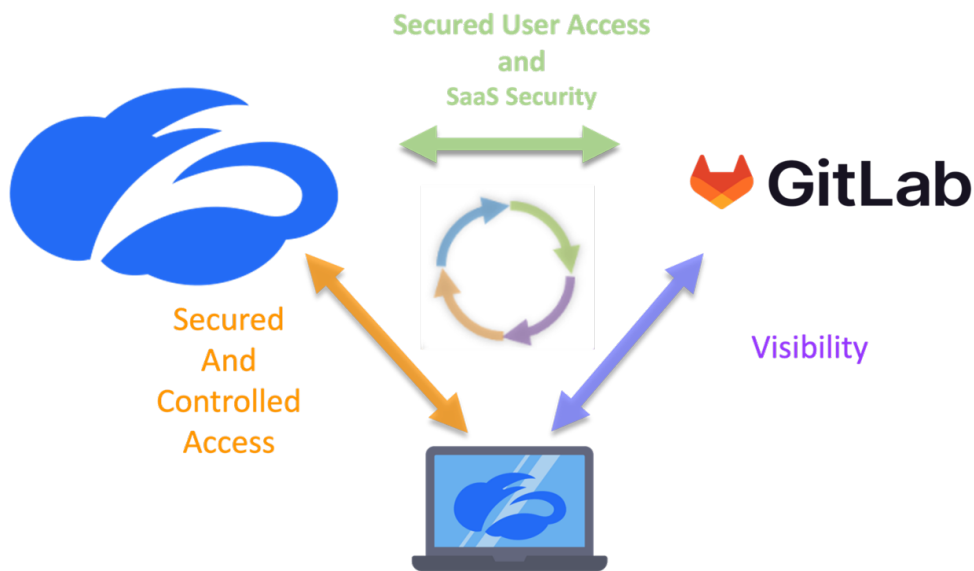 Secured User Access
and
SaaS Security
GitLab
Secured
And
Controlled
Access
Visibility